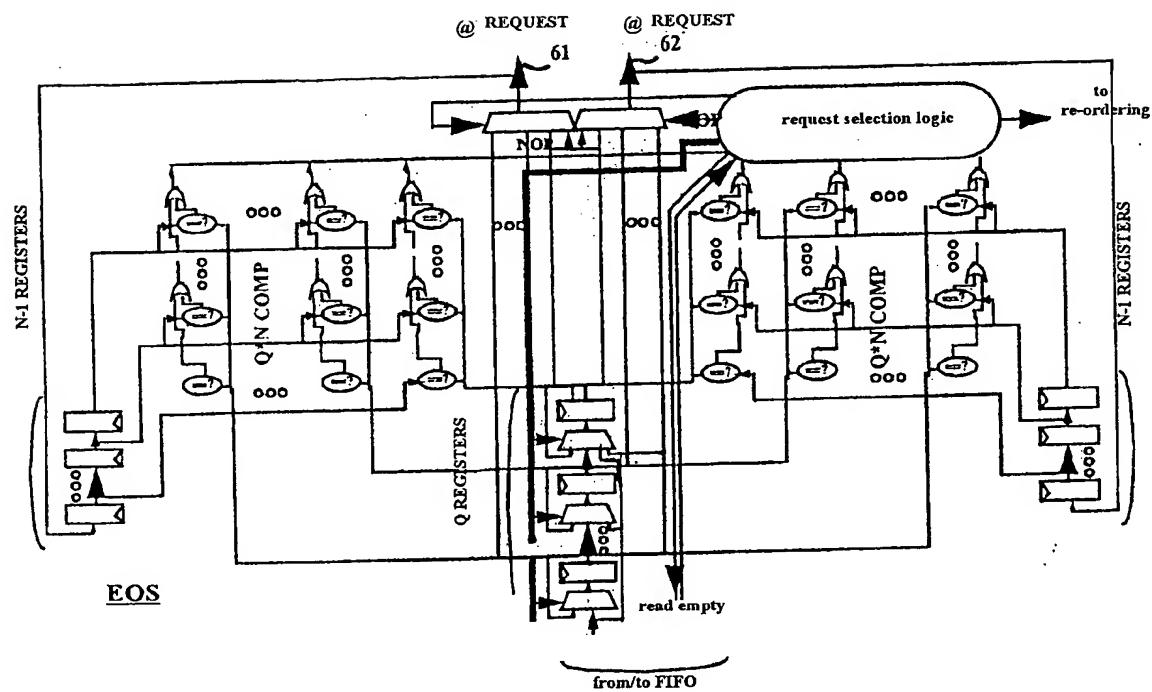 @ REQUEST
@ REQUEST
61
62
to
re-ordering
request selection logic
NOP
N-1 REGISTERS
N-1 REGISTERS
==?
==?
==?
==?
==?
==?
Q*N COMP
Q*N COMP
==?
==?
==?
==?
==?
==?
==?
==?
==?
==?
==?
==?
Q REGISTERS
EOS
read empty
from/to FIFO